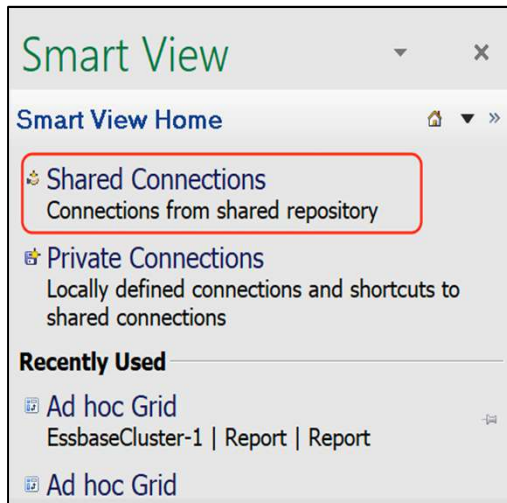 Smart View
Smart View Home
Shared Connections
Connections from shared repository
Private Connections
Locally defined connections and shortcuts to
shared connections
Recently Used
Ad hoc Grid
EssbaseCluster-1 | Report | Report
Ad hoc Grid